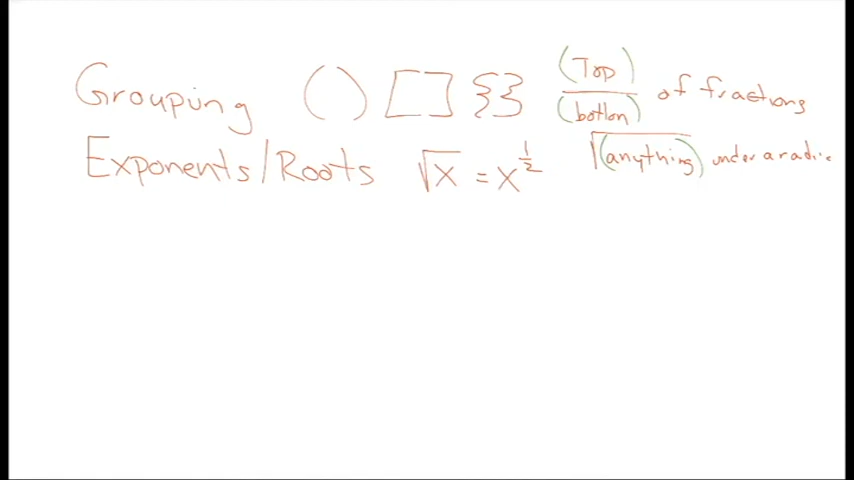 Grouping ( ) [ ] { } (Top) / (bottom) of fractions
√(anything) under a radic
Exponents/Roots √x = x^1/2